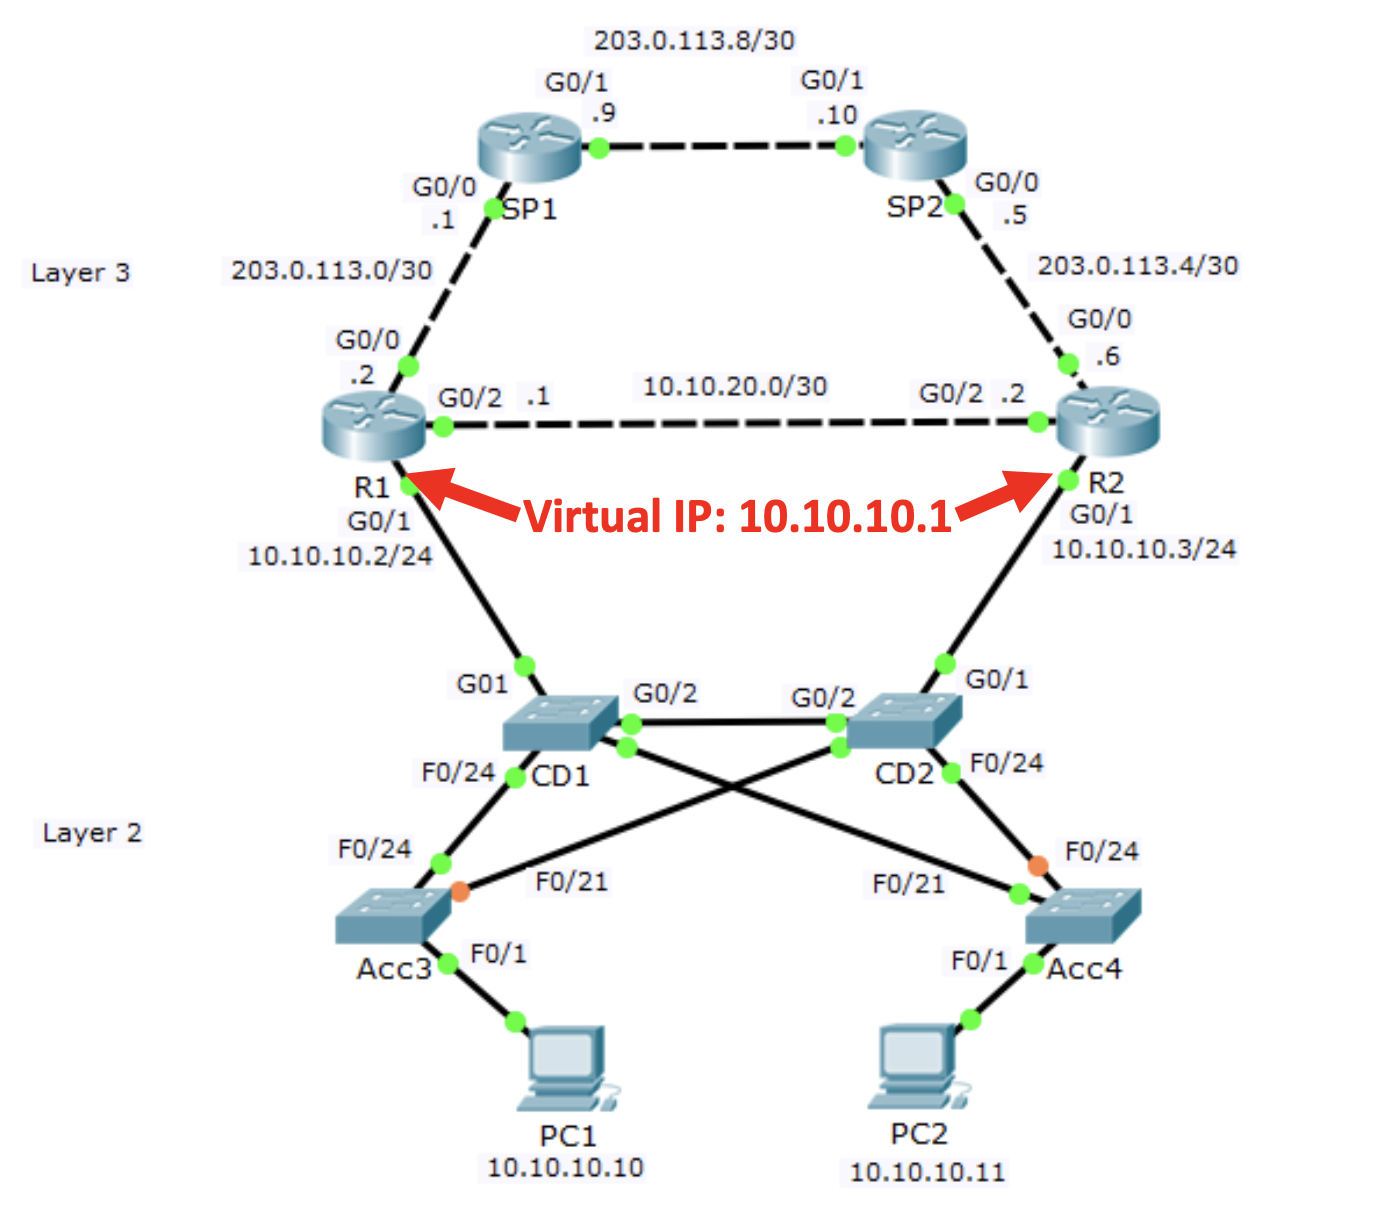 203.0.113.8/30
G0/1
G0/1
.9
.10
G0/0
SP1
.1
SP2
G0/0
.5
Layer 3
203.0.113.0/30
203.0.113.4/30
G0/0
.2
G0/0
.6
G0/2 .1
10.10.20.0/30
G0/2 .2
R1
Virtual IP: 10.10.10.1
R2
G0/1
10.10.10.2/24
G0/1
10.10.10.3/24
G01
G0/2
G0/2
G0/1
F0/24
CD1
CD2
F0/24
Layer 2
F0/24
F0/21
F0/21
F0/24
Acc3
F0/1
F0/1
Acc4
PC1
10.10.10.10
PC2
10.10.10.11